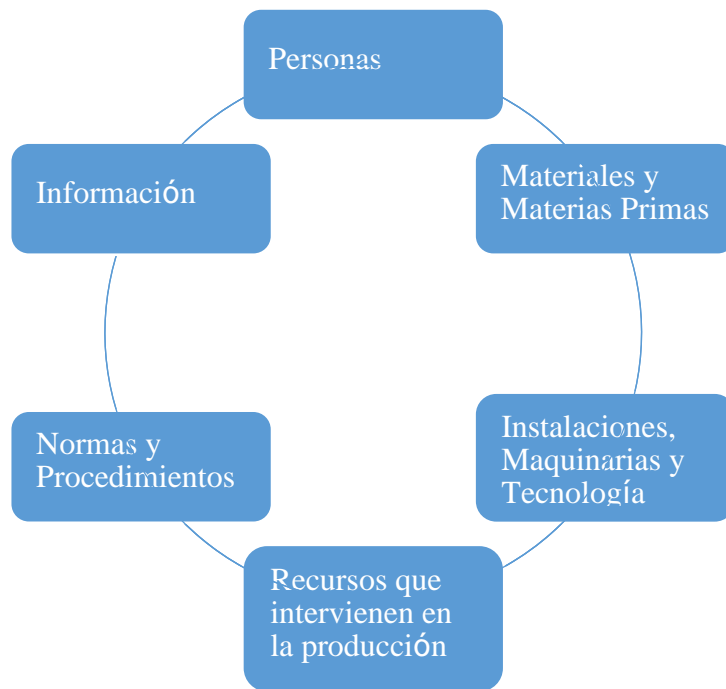 Personas
Materiales y
Materias Primas
Instalaciones,
Maquinarias y
Tecnología
Recursos que
intervienen en
la producción
Normas y
Procedimientos
Información